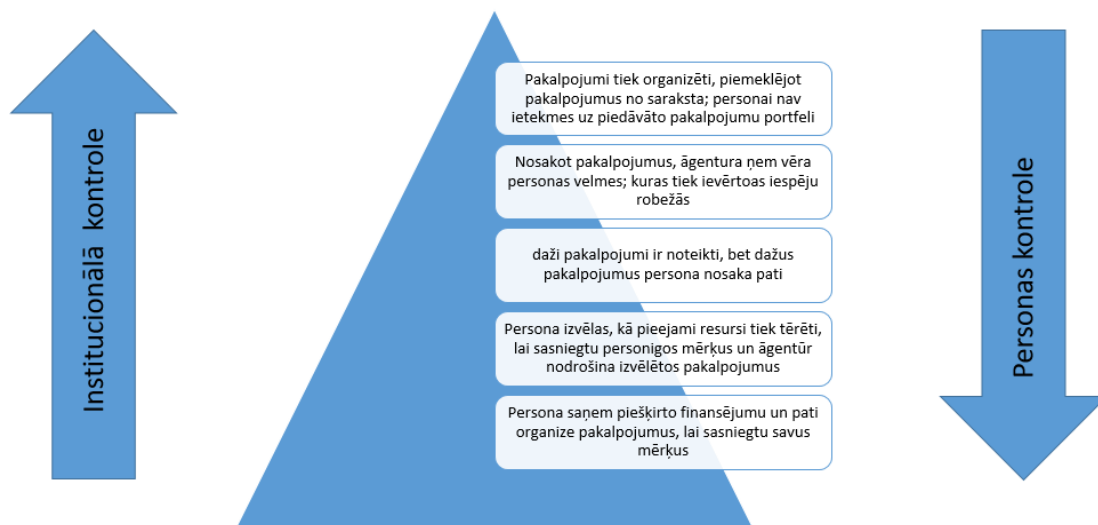 Institucionālā kontrole
Pakalpojumi tiek organizēti, piemeklējot
pakalpojumus no saraksta; personai nav
ietekmes uz piedāvāto pakalpojumu portfeli
Nosakot pakalpojumus, āgentura ņem vēra
personas velmes; kuras tiek ievērtoas iespēju
robežās
daži pakalpojumi ir noteikti, bet dažus
pakalpojumus persona nosaka pati
Persona izvēlas, kā pieejami resursi tiek tērēti,
lai sasniegtu personigos mērķus un āgentūr
nodrošina izvēlētos pakalpojumus
Persona saņem piešķirto finansējumu un pati
organize pakalpojumus, lai sasniegtu savus
mērķus
Personas kontrole